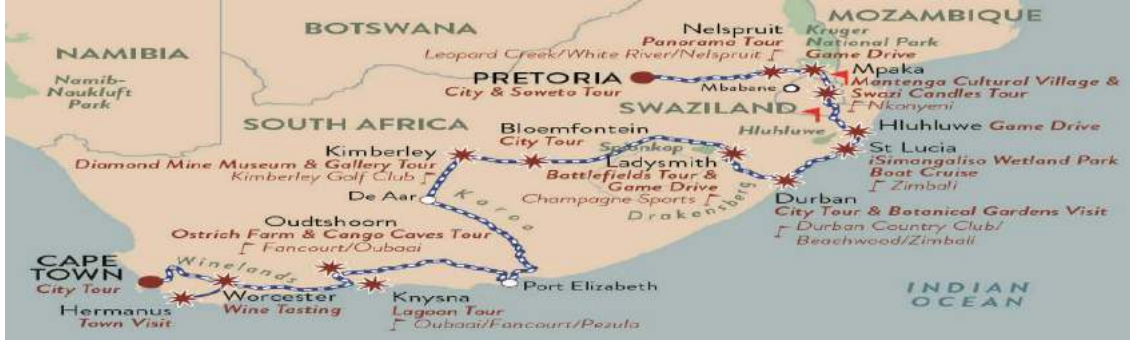 BOTSWANA
MOZAMBIQUE
NAMIBIA
Namib-
Naukluft
Park
Nelspruit
Panorama Tour
Leopard Creek/White River/Nelspruit
Kruger
National Park
Game Drive
PRETORIA
City & Soweto Tour
Mbabane
Mpaka
Mantenga Cultural Village &
Swazi Candles Tour
Nkonyeni
SWAZILAND
SOUTH AFRICA
Hluhluwe
Hluhluwe Game Drive
Bloemfontein
City Tour
Spionkop
St Lucia
iSimangaliso Wetland Park
Boat Cruise
Zimbali
Kimberley
Diamond Mine Museum & Gallery Tour
Kimberley Golf Club
Ladysmith
Battlefields Tour &
Game Drive
Champagne Sports
Drakensberg
De Aar
Karoo
Durban
City Tour & Botanical Gardens Visit
Durban Country Club/
Beachwood/Zimbali
Oudtshoorn
Ostrich Farm & Cango Caves Tour
Fancourt/Oubaai
CAPE
TOWN
City Tour
Winelands
Port Elizabeth
INDIAN
OCEAN
Hermanus
Town Visit
Worcester
Wine Tasting
Knysna
Lagoon Tour
Oubaai/Fancourt/Pezula